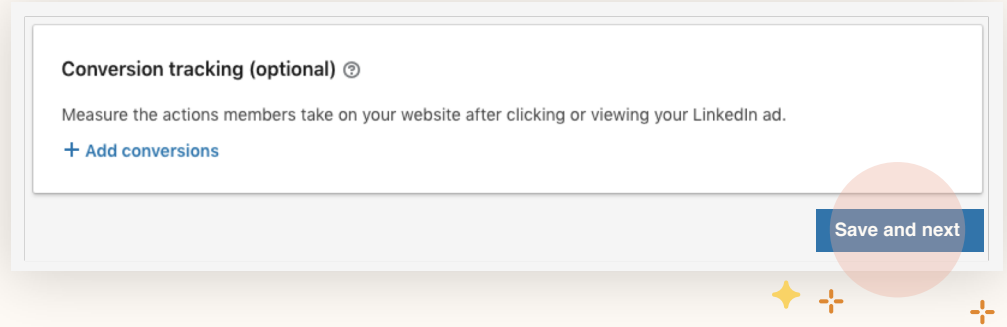 Conversion tracking (optional)
Measure the actions members take on your website after clicking or viewing your LinkedIn ad.
+ Add conversions
Save and next